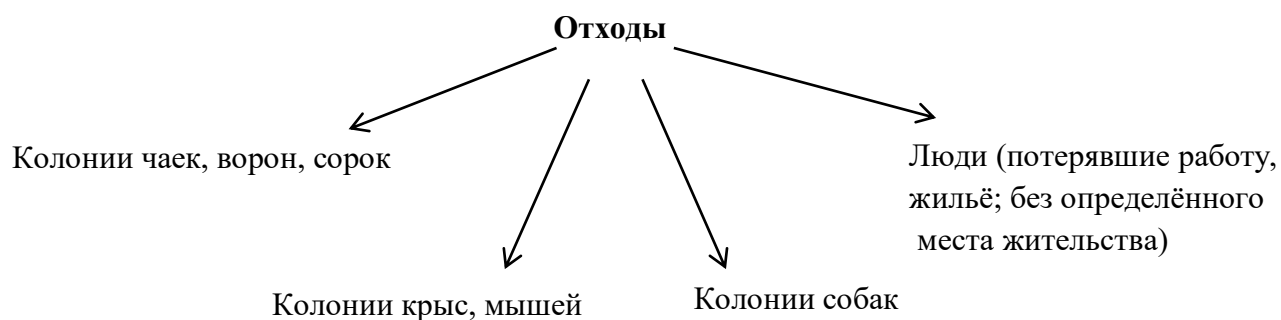 Отходы
Колонии чаек, ворон, сорок
Люди (потерявшие работу,
жильё; без определённого
места жительства)
Колонии крыс, мышей
Колонии собак